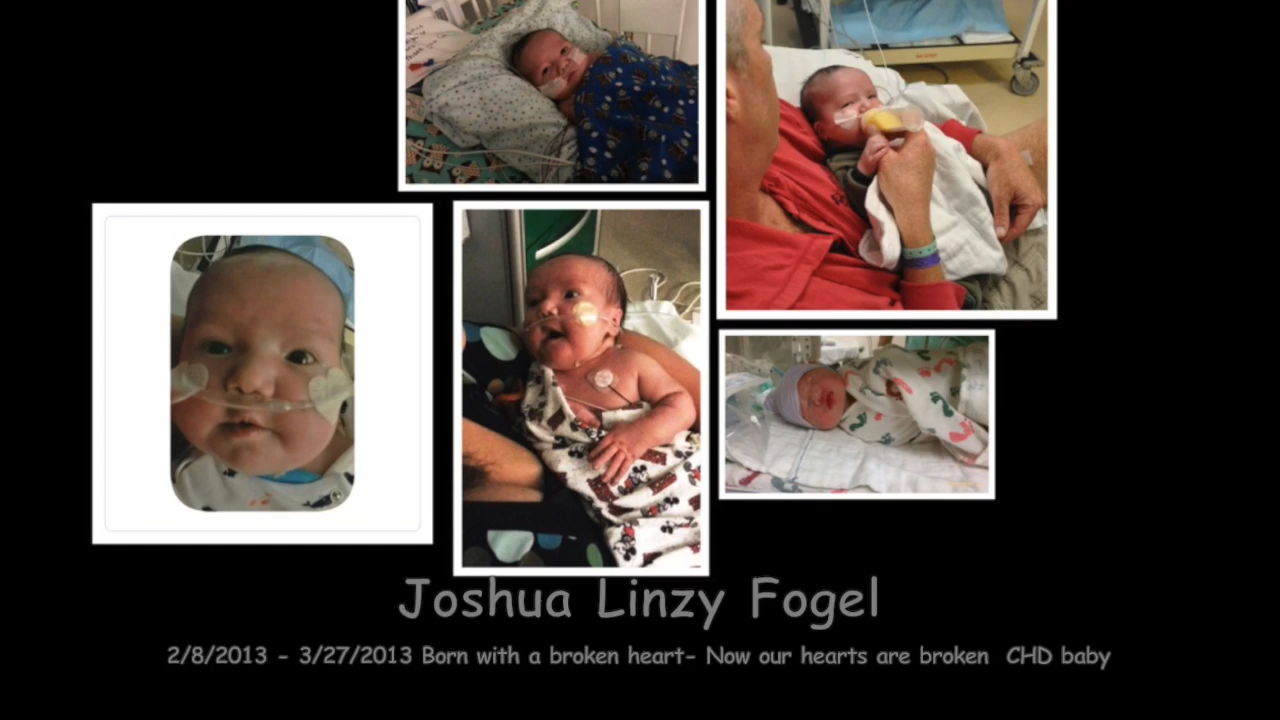 Joshua Linzy Fogel
2/8/2013 - 3/27/2013 Born with a broken heart- Now our hearts are broken  CHD baby